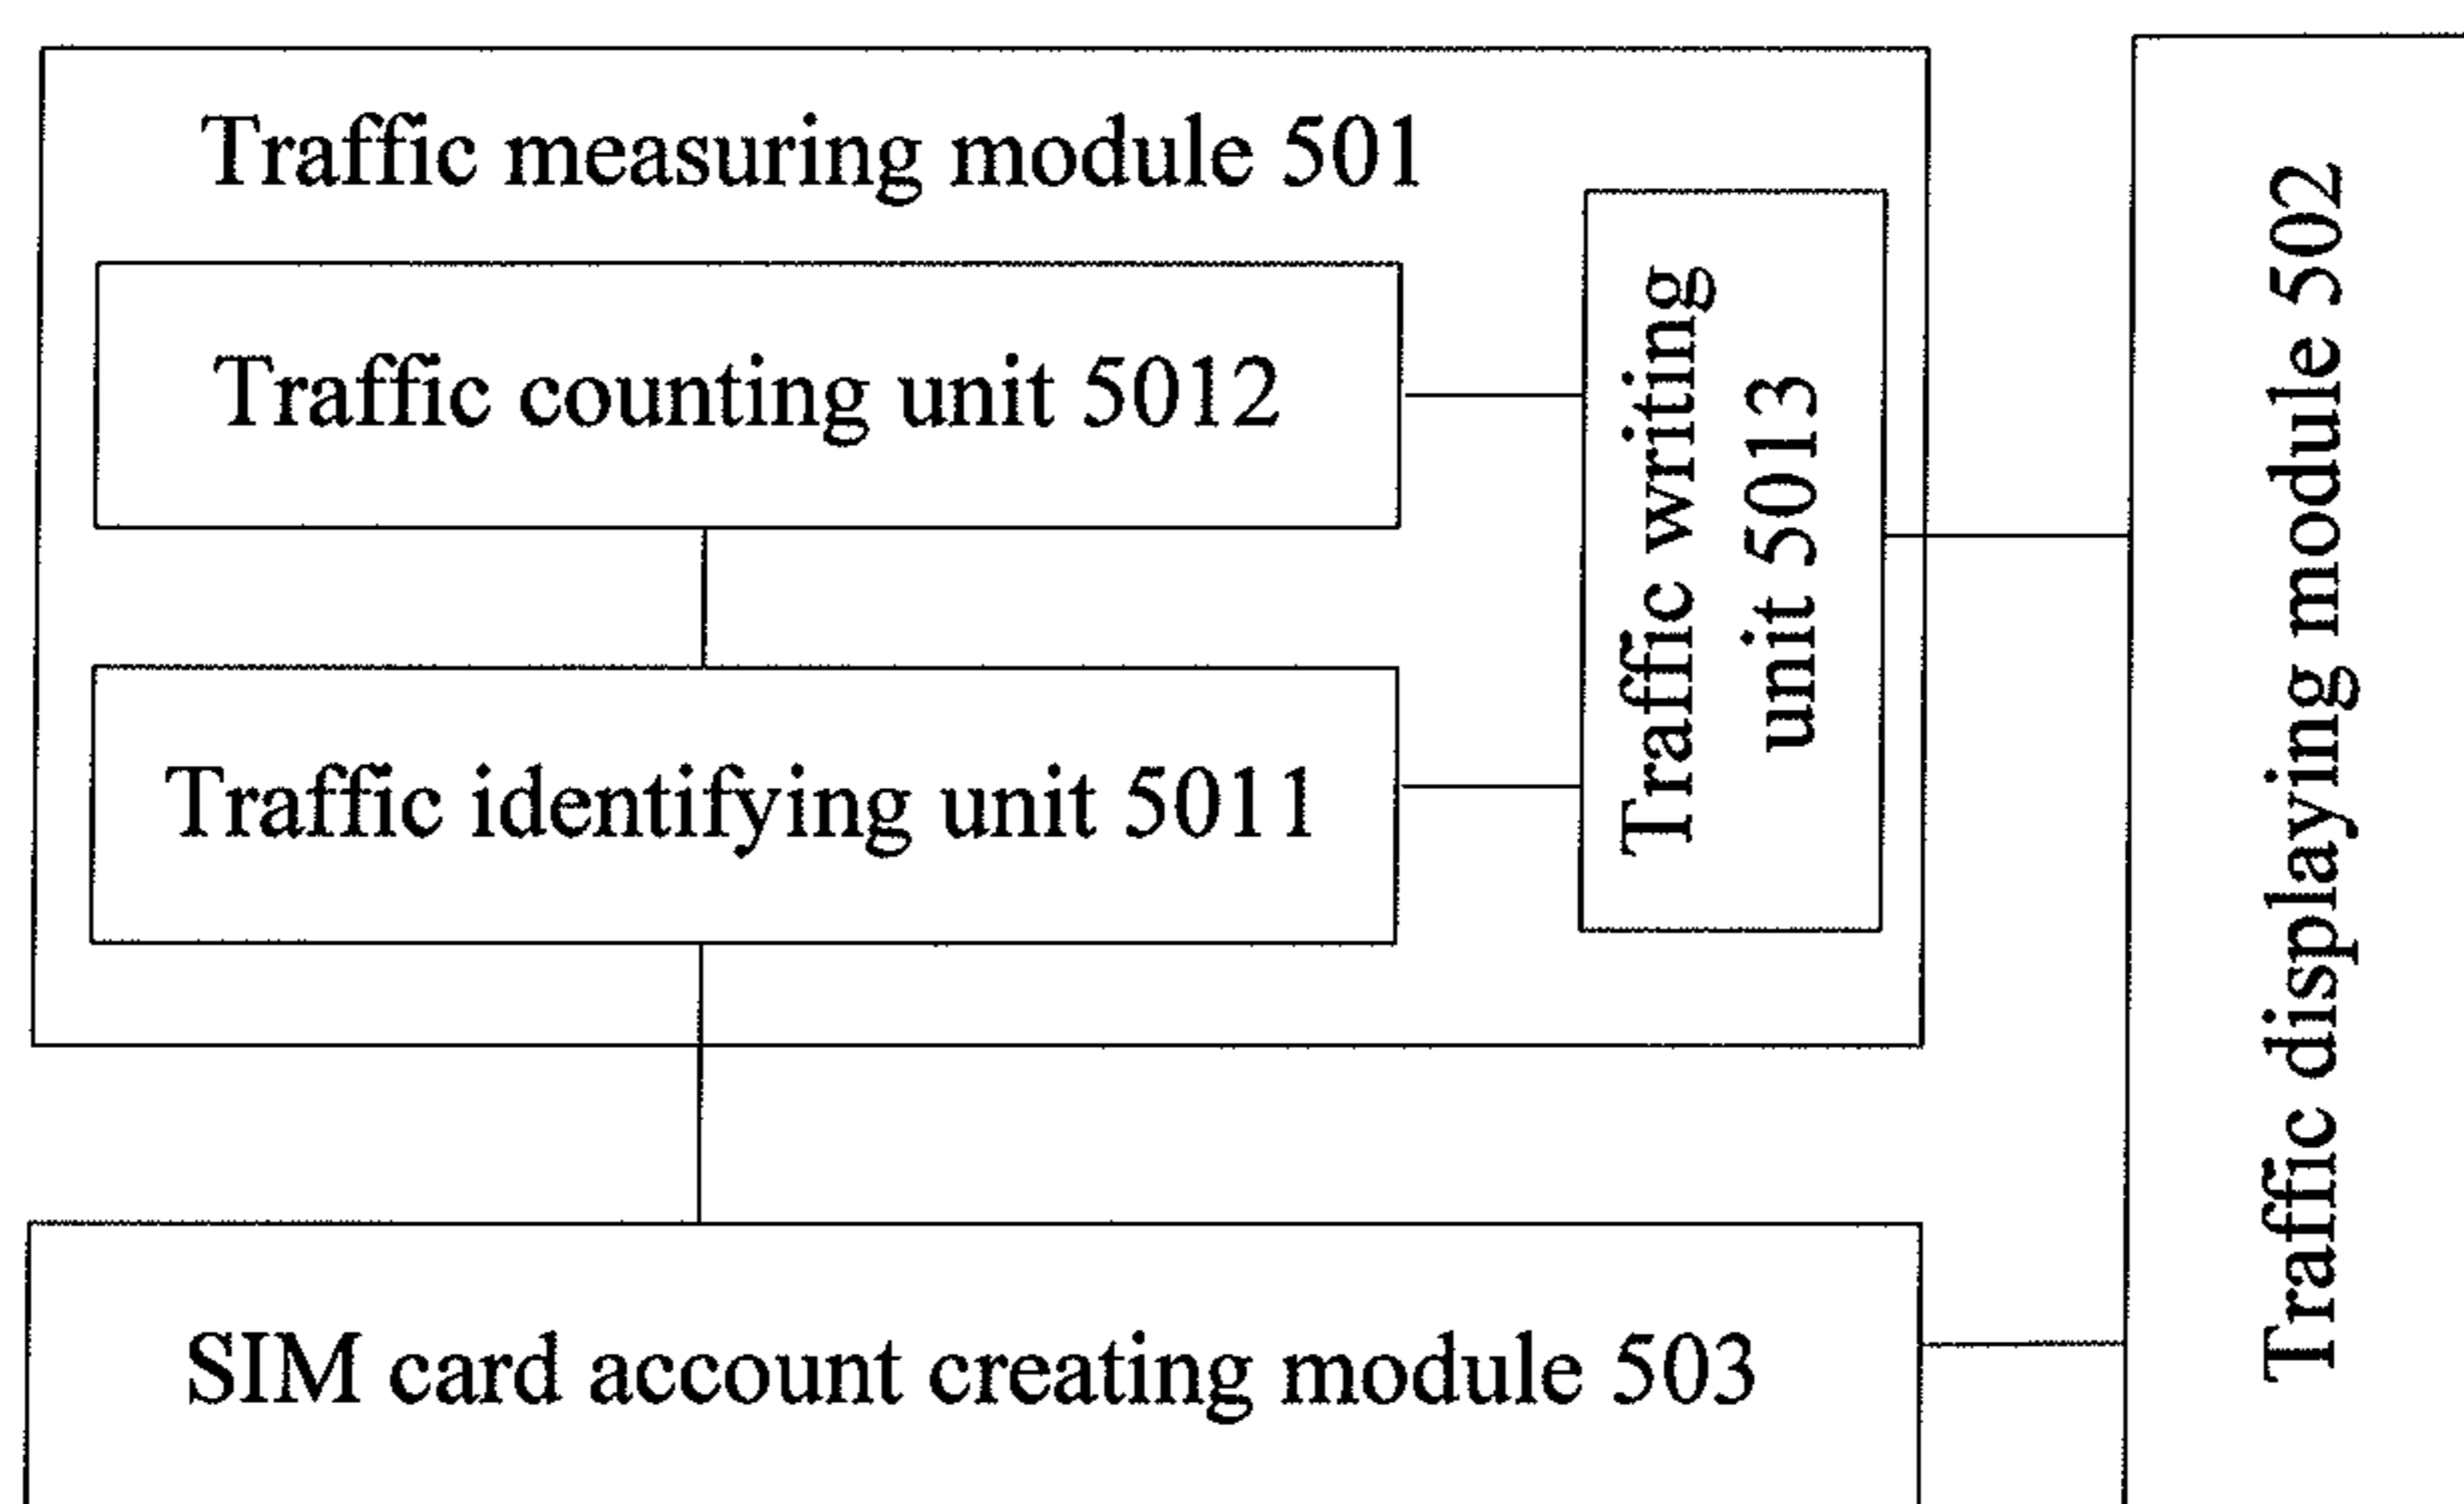 Traffic measuring module 501
Traffic counting unit 5012
Traffic identifying unit 5011
Traffic writing
unit 5013
Traffic displaying module 502
SIM card account creating module 503